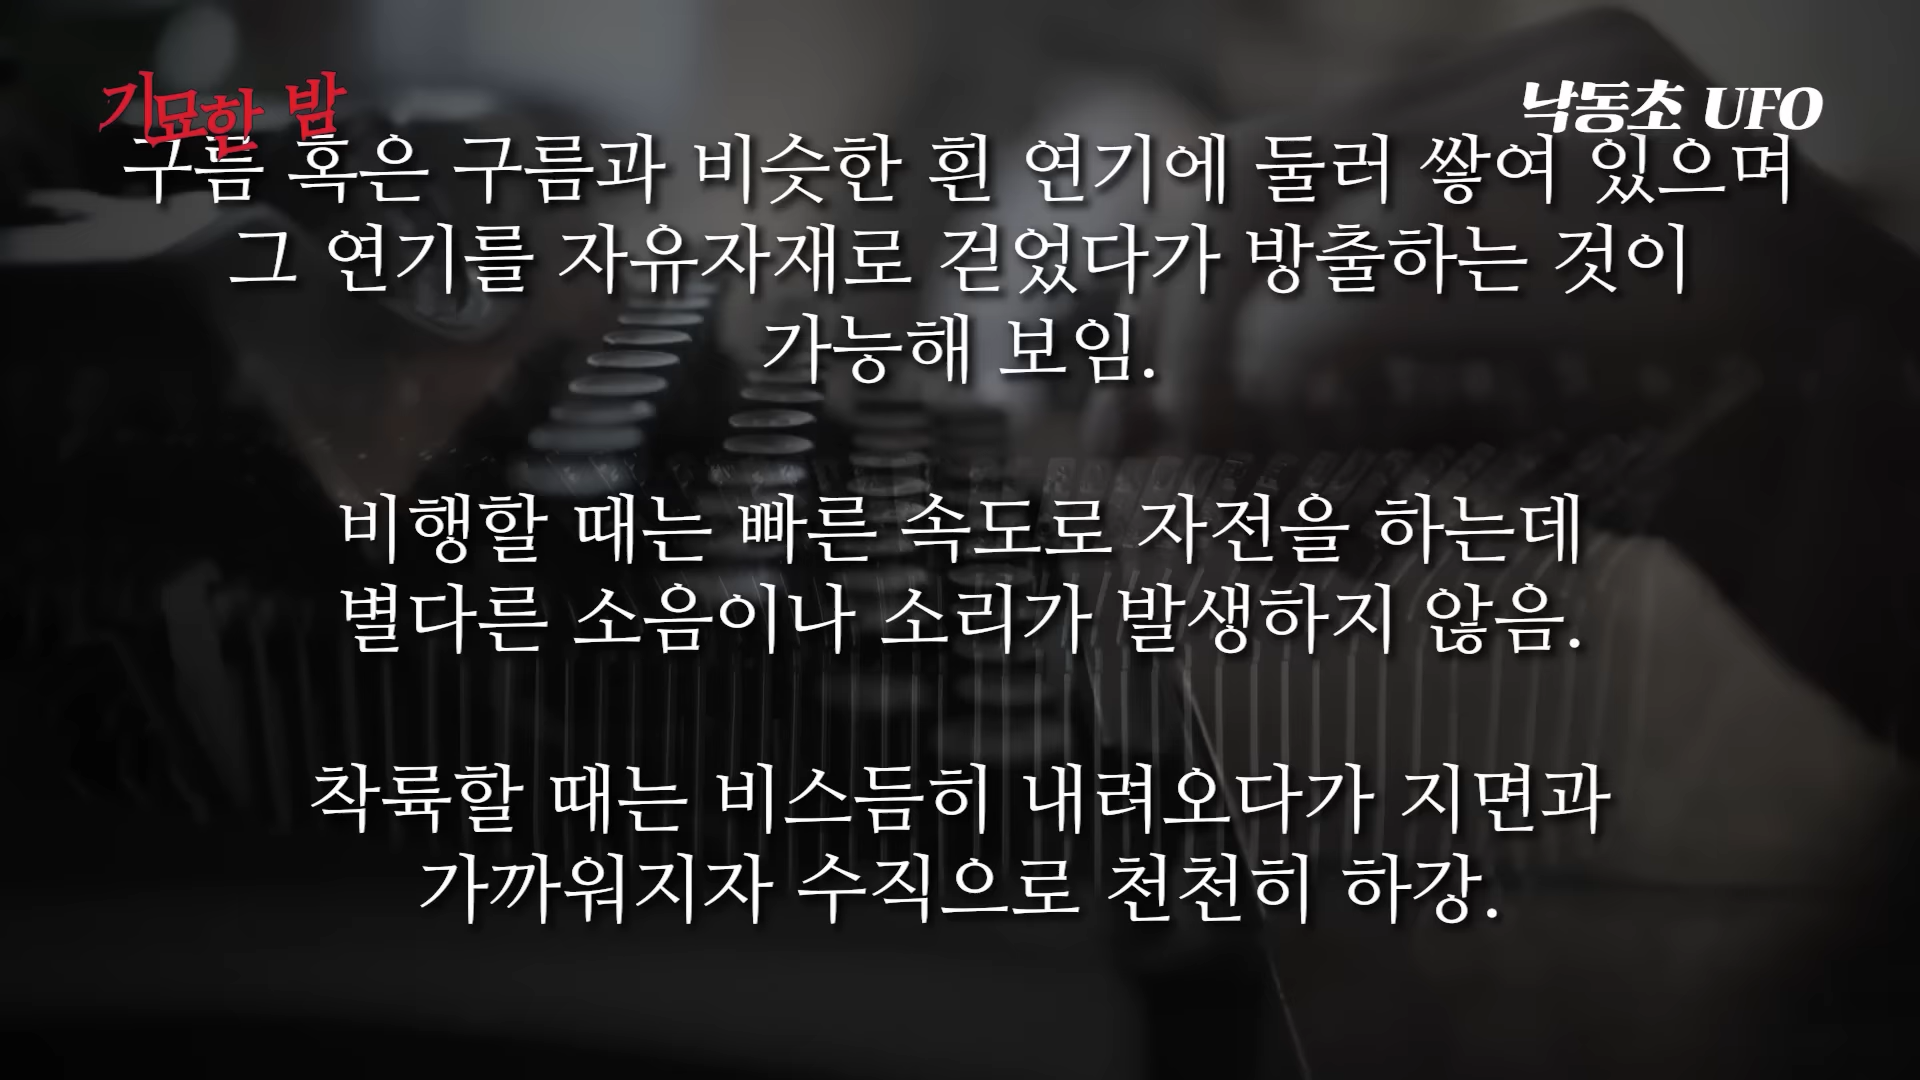 기묘한 밤
낙동초 UFO
구름 혹은 구름과 비슷한 흰 연기에 둘러 쌓여 있으며
그 연기를 자유자재로 걷었다가 방출하는 것이
가능해 보임.
비행할 때는 빠른 속도로 자전을 하는데
별다른 소음이나 소리가 발생하지 않음.
착륙할 때는 비스듬히 내려오다가 지면과
가까워지자 수직으로 천천히 하강.